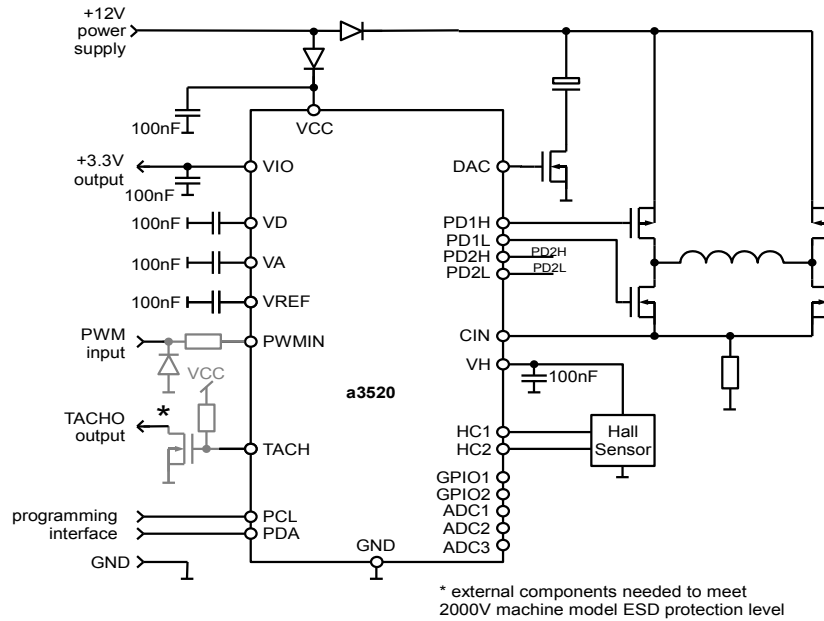 +12V
power
supply
100nF
VCC
+3.3V
output
100nF
VIO
DAC
100nF
VD
PD1H
PD1L
PD2H
PD2H
PD2L
PD2L
100nF
VA
100nF
VREF
PWM
input
PWMIN
CIN
VCC
VH
100nF
a3520
*
TACHO
output
TACH
HC1
HC2
Hall
Sensor
GPIO1
GPIO2
ADC1
ADC2
ADC3
programming
interface
PCL
PDA
GND
GND
* external components needed to meet
2000V machine model ESD protection level